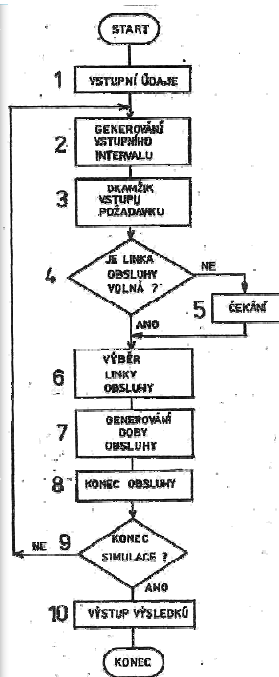 START
1 VSTUPNÍ ÚDAJE
2 GENEROVÁNÍ
VSTUPNÍHO
INTERVALU
3 OKAMŽIK
VSTUPU
POŽADAVKU
4 JE LINKA
OBSLUHY
VOLNÁ ?
NE
5 ČEKÁNÍ
ANO
6 VÝBĚR
LINKY
OBSLUHY
7 GENEROVÁNÍ
DOBY
OBSLUHY
8 KONEC OBSLUHY
NE 9 KONEC
SIMULACE ?
ANO
10 VÝSTUP VÝSLEDKŮ
KONEC